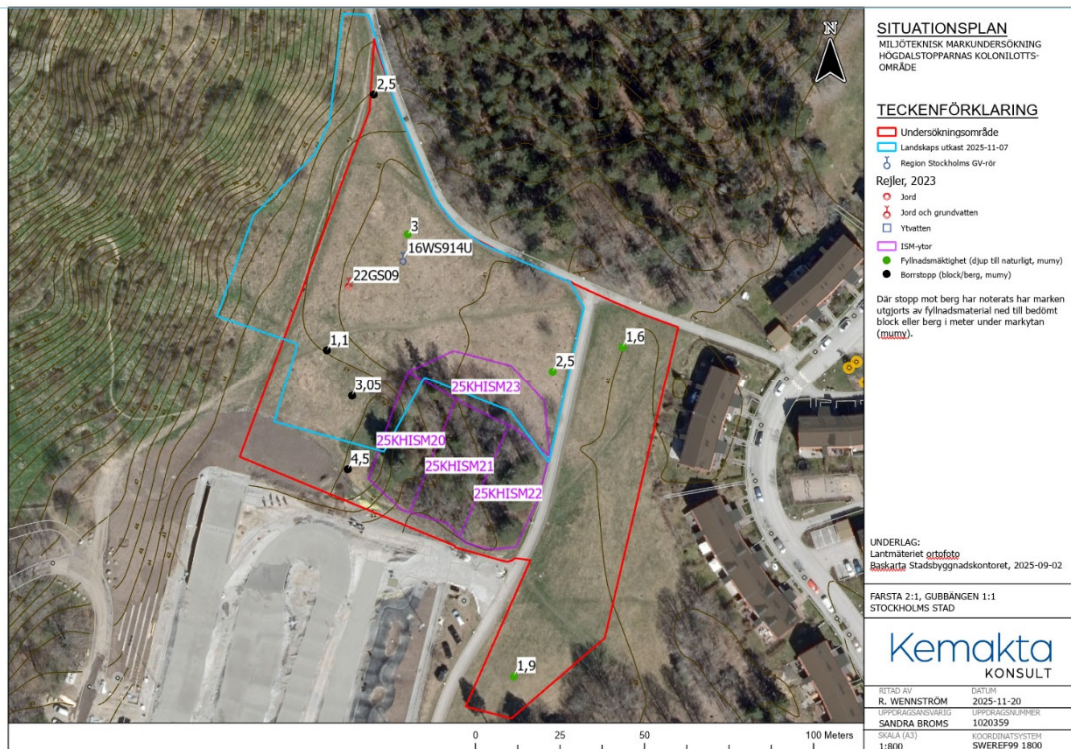 N
2,5
3
16WS914U
22GS09
1,1
1,6
2,5
3,05
25KHISM23
25KHISM20
25KHISM21
25KHISM22
4,5
1,9
0 25 50 100 Meters
SITUATIONSPLAN
MILJÖTEKNISK MARKUNDERSÖKNING
HÖGDALSTOPPARNAS KOLONILOTTS-
OMRÅDE
TECKENFÖRKLARING
Undersökningsområde
Landskaps utkast 2025-11-07
Region Stockholms GV-rör
Rejler, 2023
Jord
Jord och grundvatten
Ytvatten
ISM-ytor
Fyllnadsmäktighet (djup till naturligt, mumy)
Borrstopp (block/berg, mumy)
Där stopp mot berg har noterats har marken
utgjorts av fyllnadsmaterial ned till bedömt
block eller berg i meter under markytan
(mumy).
UNDERLAG:
Lantmäteriet ortofoto
Baskarta Stadsbyggnadskontoret, 2025-09-02
FARSTA 2:1, GUBBÄNGEN 1:1
STOCKHOLMS STAD
Kemakta
KONSULT
RITAD AV DATUM
R. WENNSTRÖM 2025-11-20
UPPDRAGSANSVARIG UPPDRAGSNUMMER
SANDRA BROMS 1020359
SKALA (A3) KOORDINATSYSTEM
1:800 SWEREF99 1800